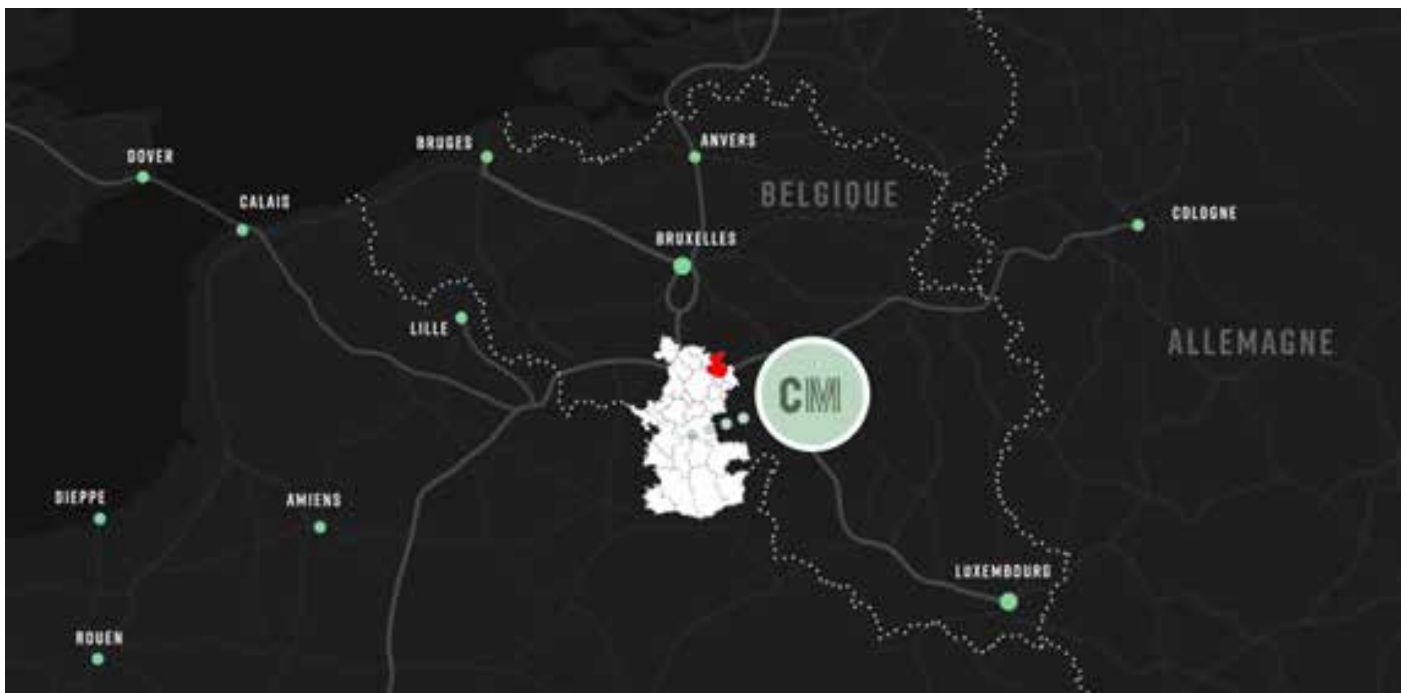 DOVER
BRUGES
ANVERS
CALAIS
BELGIQUE
COLOGNE
BRUXELLES
LILLE
ALLEMAGNE
CM
DIEPPE
AMIENS
LUXEMBOURG
ROUEN